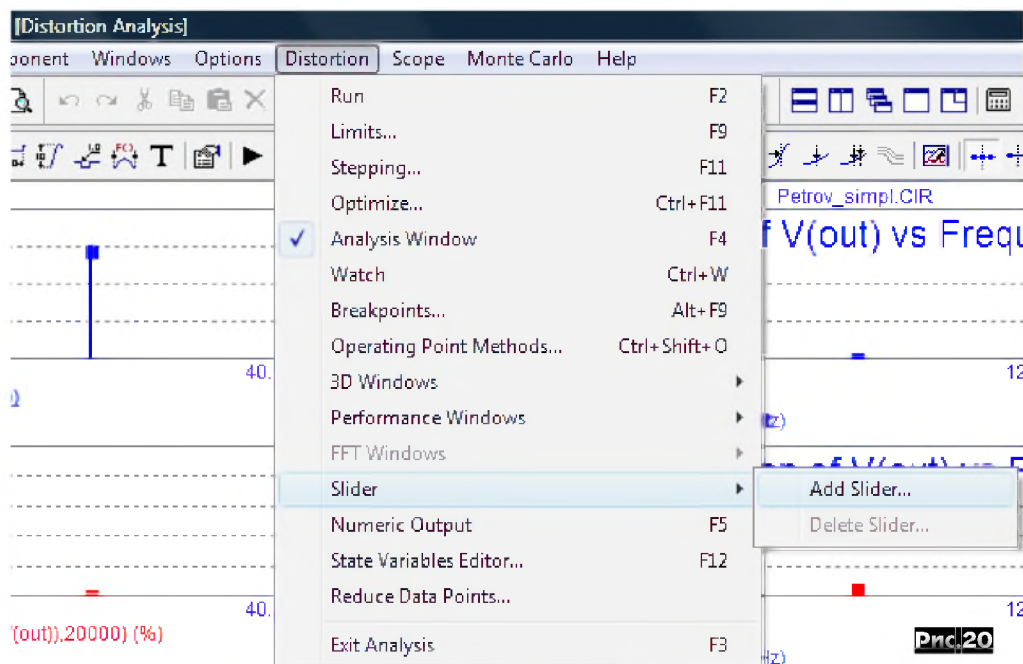 [Distortion Analysis]
ponent Windows Options Distortion Scope Monte Carlo Help
Run F2
Limits... F9
Stepping... F11
Optimize... Ctrl+F11
Analysis Window F4
Watch Ctrl+W
Breakpoints... Alt+F9
Operating Point Methods... Ctrl+Shift+O
3D Windows
Performance Windows
FFT Windows
Slider
Numeric Output F5
State Variables Editor... F12
Reduce Data Points...
Exit Analysis F3
Add Slider...
Delete Slider...
T
Petrov_simpl.CIR
f V(out) vs Frequ
40.
12
40.
12
(out)),20000) (%)
Рис.20